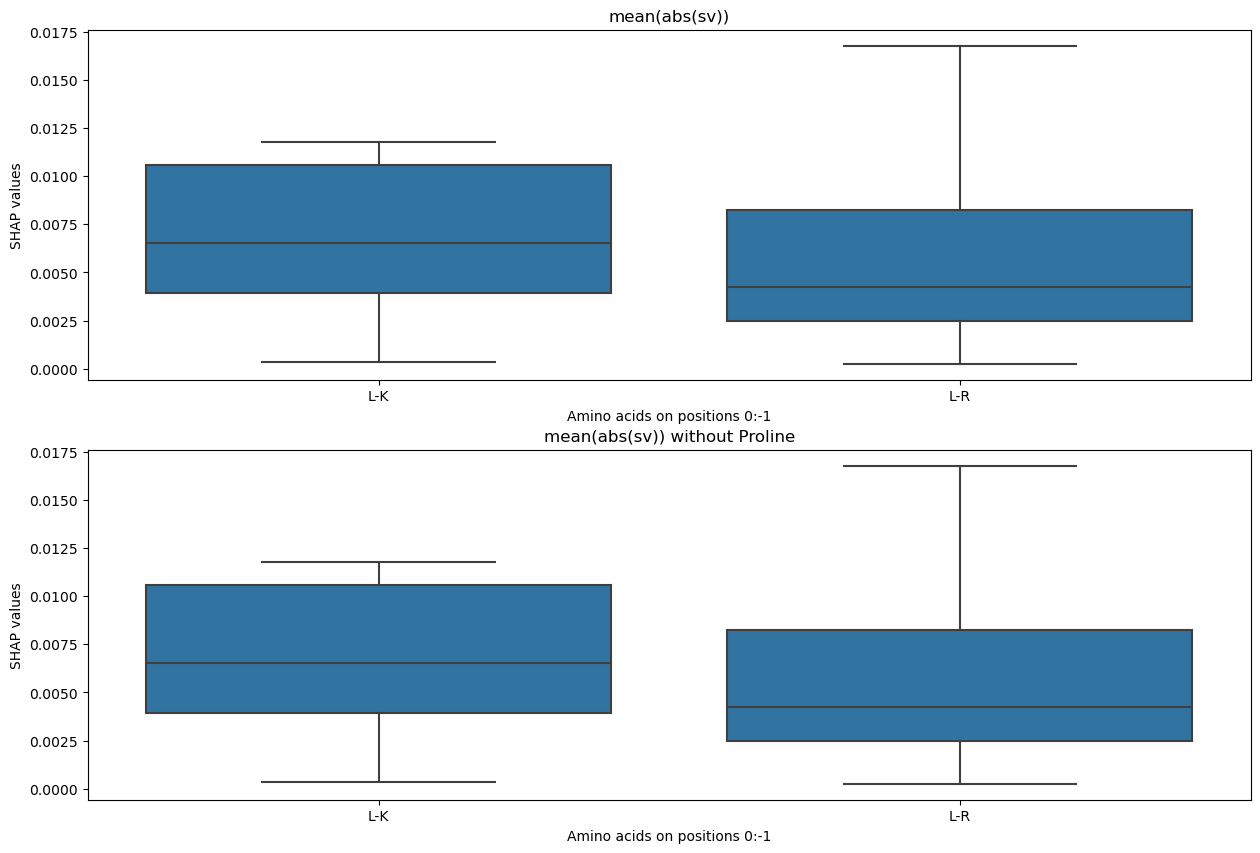 mean(abs(sv))
SHAP values
0.0175
0.0150
0.0125
0.0100
0.0075
0.0050
0.0025
0.0000
L-K
L-R
Amino acids on positions 0:-1
mean(abs(sv)) without Proline
SHAP values
0.0175
0.0150
0.0125
0.0100
0.0075
0.0050
0.0025
0.0000
L-K
L-R
Amino acids on positions 0:-1